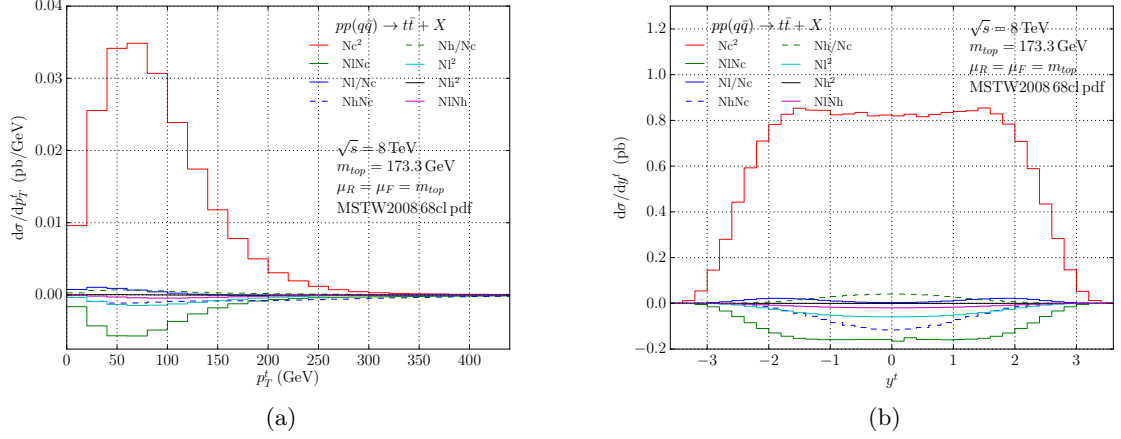 0.04
0.03
0.02
0.01
0.00
dσ/dp_T^t (pb/GeV)
pp(qq̄) → tt̄ + X
Nc²
NlNc
Nl/Nc
NhNc
Nh/Nc
Nl²
Nh²
NlNh
√s = 8 TeV
m_top = 173.3 GeV
μ_R = μ_F = m_top
MSTW2008 68cl pdf
0 50 100 150 200 250 300 350 400
p_T^t (GeV)
(a)
1.2
1.0
0.8
0.6
0.4
0.2
0.0
−0.2
dσ/dy^t (pb)
pp(qq̄) → tt̄ + X
Nc²
NlNc
Nl/Nc
NhNc
Nh/Nc
Nl²
Nh²
NlNh
√s = 8 TeV
m_top = 173.3 GeV
μ_R = μ_F = m_top
MSTW2008 68cl pdf
−3 −2 −1 0 1 2 3
y^t
(b)